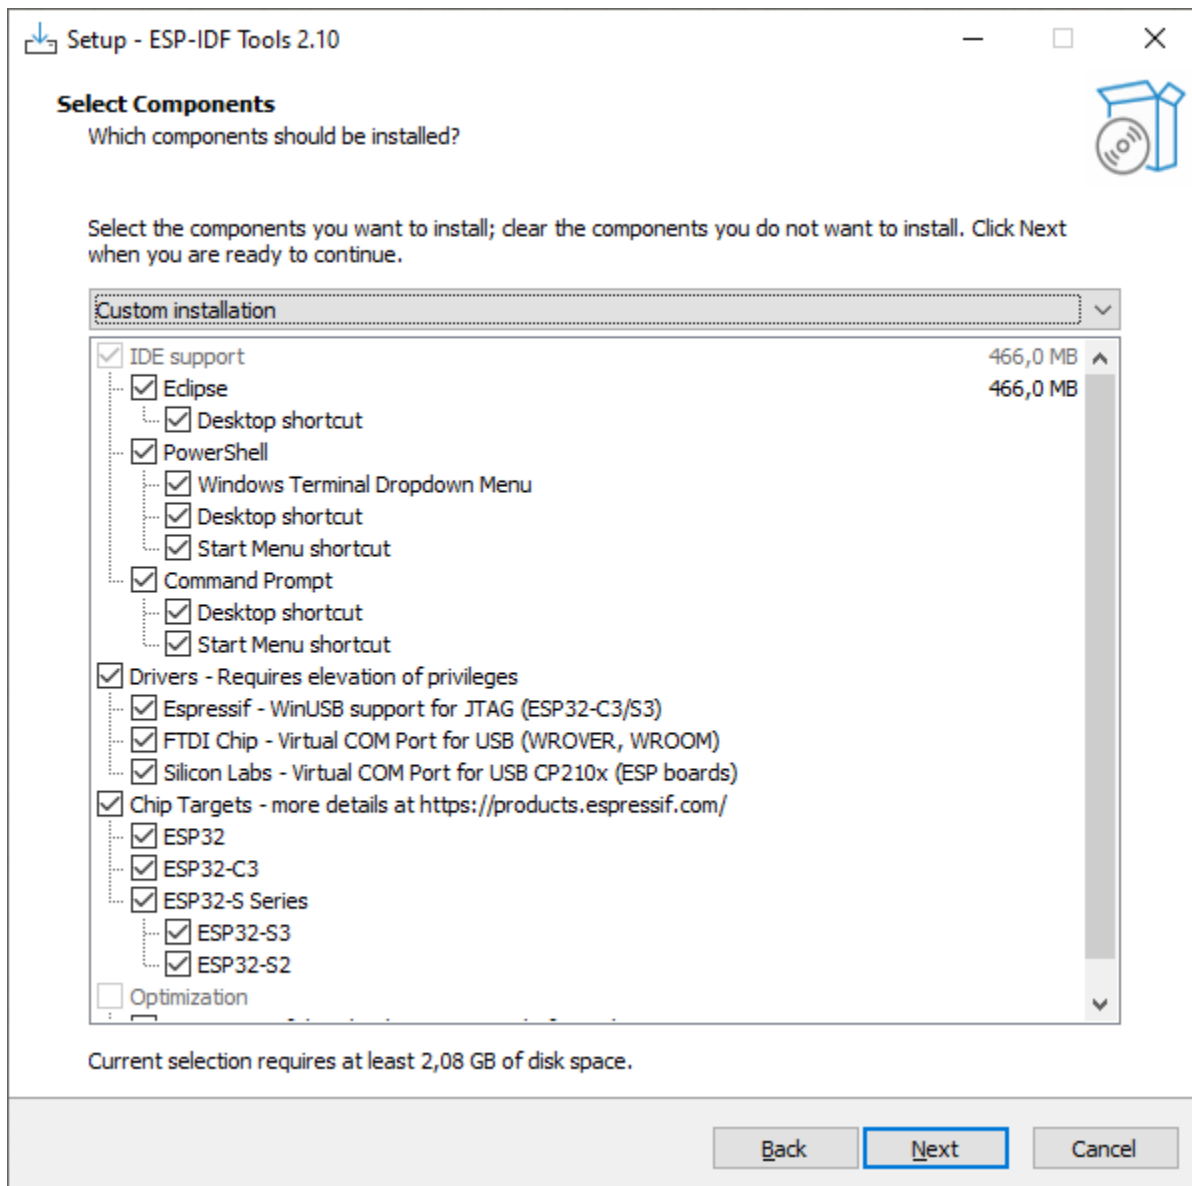 Setup - ESP-IDF Tools 2.10
Select Components
Which components should be installed?
Select the components you want to install; clear the components you do not want to install. Click Next
when you are ready to continue.
Custom installation
IDE support 466,0 MB
Eclipse 466,0 MB
Desktop shortcut
PowerShell
Windows Terminal Dropdown Menu
Desktop shortcut
Start Menu shortcut
Command Prompt
Desktop shortcut
Start Menu shortcut
Drivers - Requires elevation of privileges
Espressif - WinUSB support for JTAG (ESP32-C3/S3)
FTDI Chip - Virtual COM Port for USB (WROVER, WROOM)
Silicon Labs - Virtual COM Port for USB CP210x (ESP boards)
Chip Targets - more details at https://products.espressif.com/
ESP32
ESP32-C3
ESP32-S Series
ESP32-S3
ESP32-S2
Optimization
Current selection requires at least 2,08 GB of disk space.
Back Next Cancel